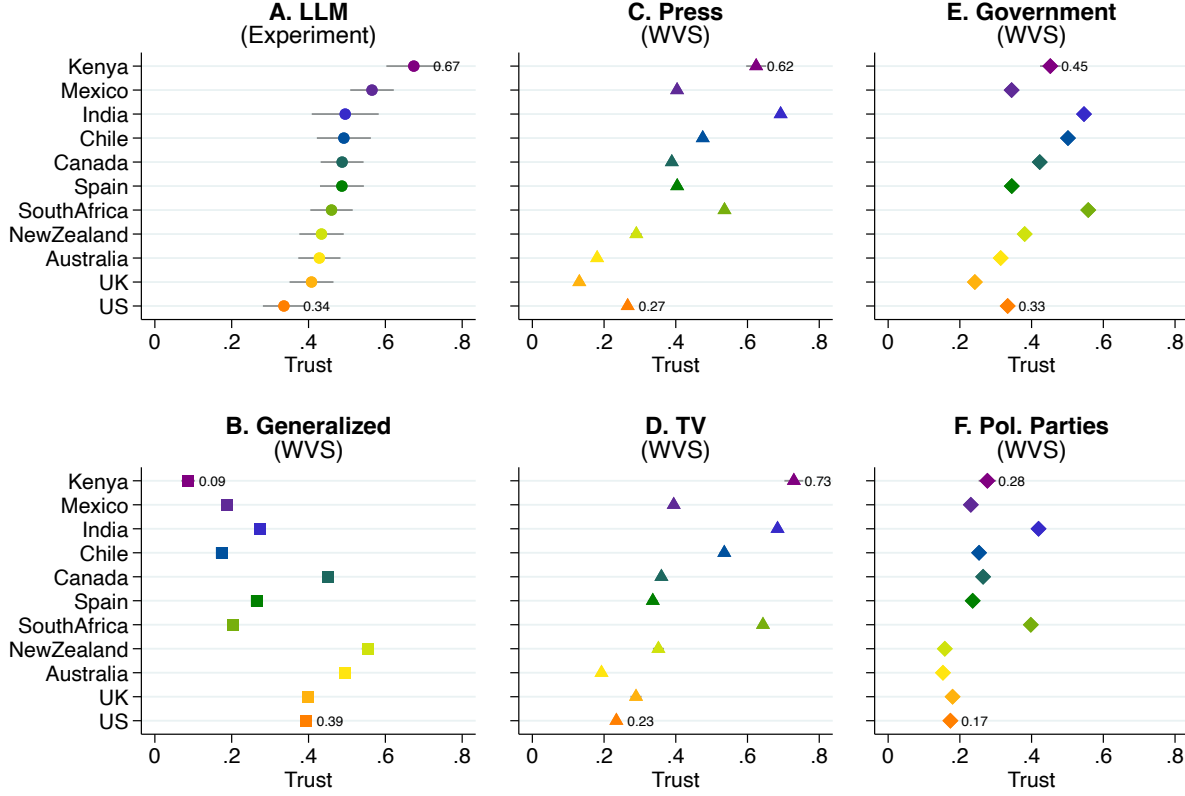 A. LLM
(Experiment)
Kenya
Mexico
India
Chile
Canada
Spain
SouthAfrica
NewZealand
Australia
UK
US
0.67
0.34
0 .2 .4 .6 .8
Trust
C. Press
(WVS)
0.62
0.27
0 .2 .4 .6 .8
Trust
E. Government
(WVS)
0.45
0.33
0 .2 .4 .6 .8
Trust
B. Generalized
(WVS)
Kenya
Mexico
India
Chile
Canada
Spain
SouthAfrica
NewZealand
Australia
UK
US
0.09
0.39
0 .2 .4 .6 .8
Trust
D. TV
(WVS)
0.73
0.23
0 .2 .4 .6 .8
Trust
F. Pol. Parties
(WVS)
0.28
0.17
0 .2 .4 .6 .8
Trust